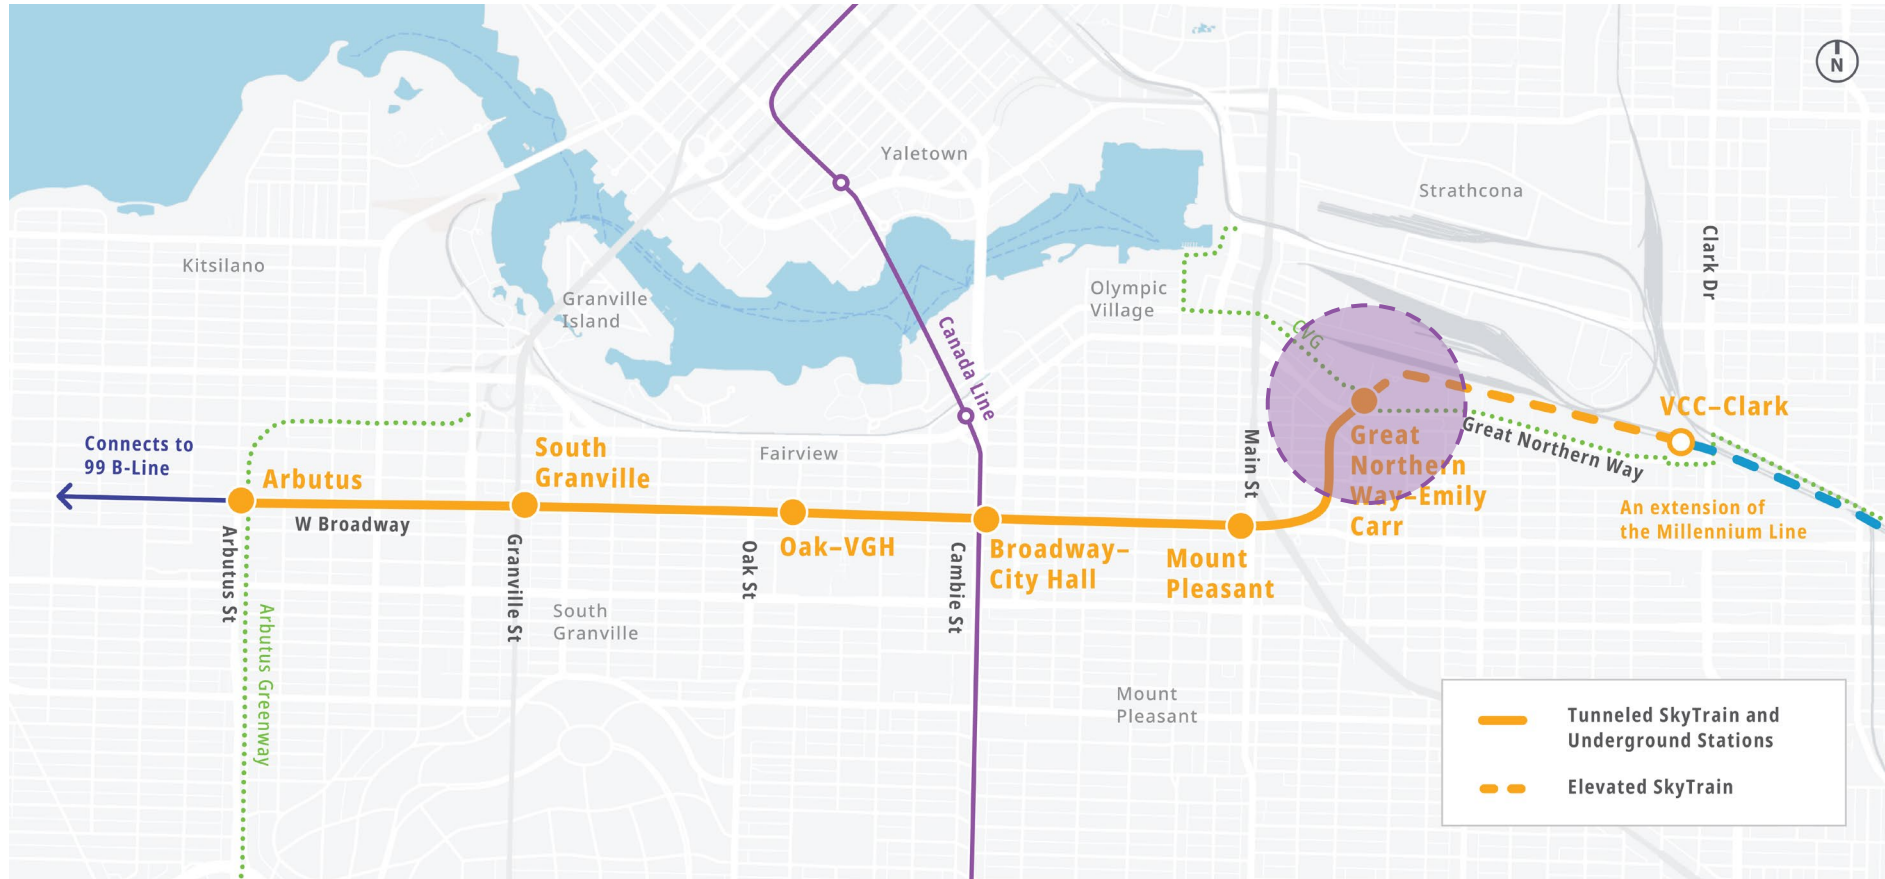 N
Yaletown
Strathcona
Clark Dr
Kitsilano
Granville
Island
Olympic
Village
Canada Line
CVG
VCC–Clark
Great Northern Way
Connects to
99 B-Line
Arbutus
South
Granville
Fairview
Main St
Great
Northern
Way–Emily
Carr
An extension of
the Millennium Line
W Broadway
Oak–VGH
Broadway–
City Hall
Mount
Pleasant
Arbutus St
Granville St
Oak St
Cambie St
Arbutus Greenway
South
Granville
Mount
Pleasant
Tunneled SkyTrain and
Underground Stations
Elevated SkyTrain